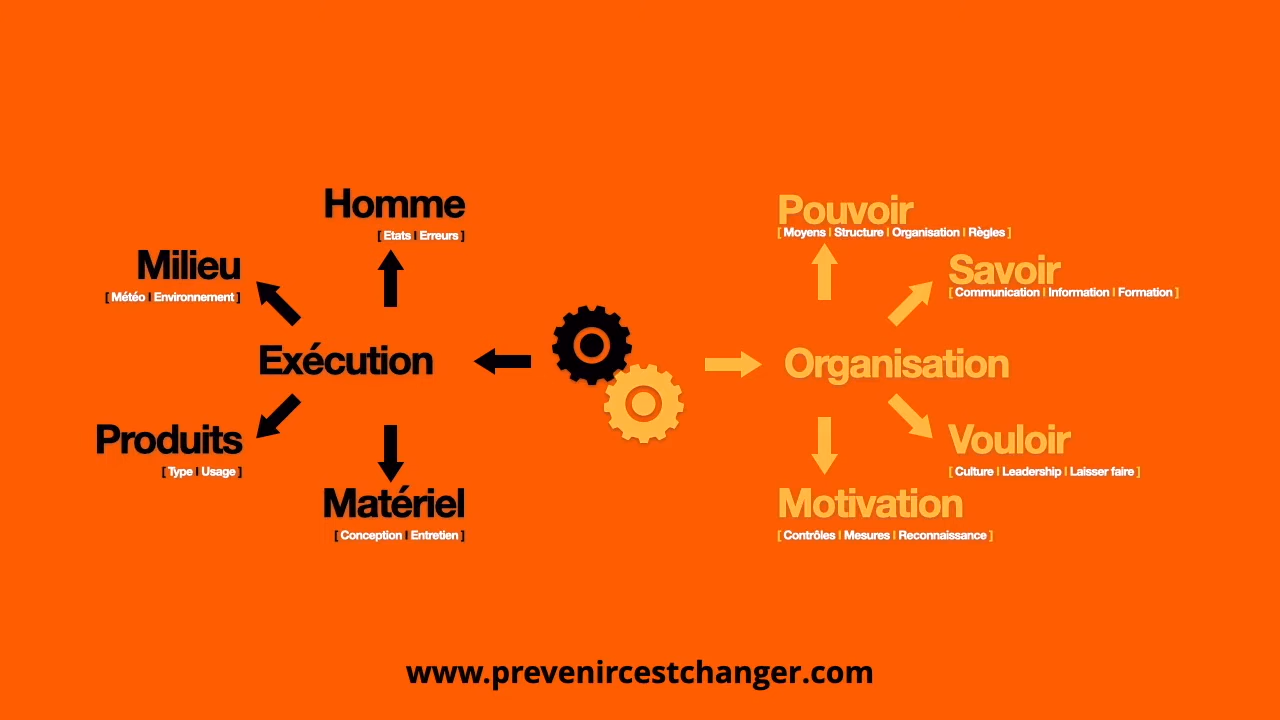 Homme
[ Etats I Erreurs ]
Milieu
[ Météo I Environnement ]
Exécution
Produits
[ Type I Usage ]
Matériel
[ Conception I Entretien ]
Pouvoir
[ Moyens I Structure I Organisation I Règles ]
Savoir
[ Communication I Information I Formation ]
Organisation
Vouloir
[ Culture I Leadership I Laisser faire ]
Motivation
[ Contrôles I Mesures I Reconnaissance ]
www.prevenircestchanger.com